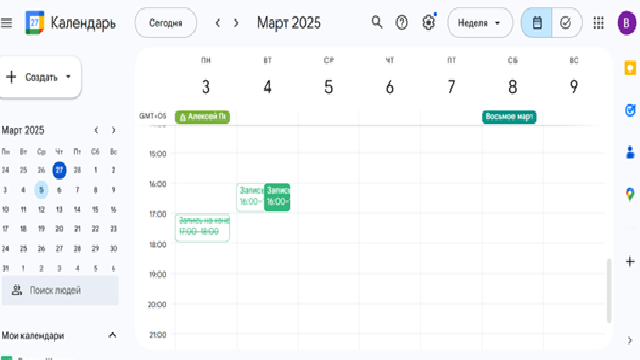 27 Календарь Сегодня Март 2025 Неделя В
Создать
ПН ВТ СР ЧТ ПТ СБ ВС
3 4 5 6 7 8 9
Алексей Восьмое март
Март 2025
Пн Вт Ср Чт Пт Сб Вс
24 25 26 27 28 1 2
3 4 5 6 7 8 9
10 11 12 13 14 15 16
17 18 19 20 21 22 23
24 25 26 27 28 29 30
31 1 2 3 4 5 6
Поиск людей
Мои календари
15:00
16:00
Запись Запись
16:00– 16:00–
17:00
Запись на
17:00–18:00
18:00
19:00
20:00
21:00